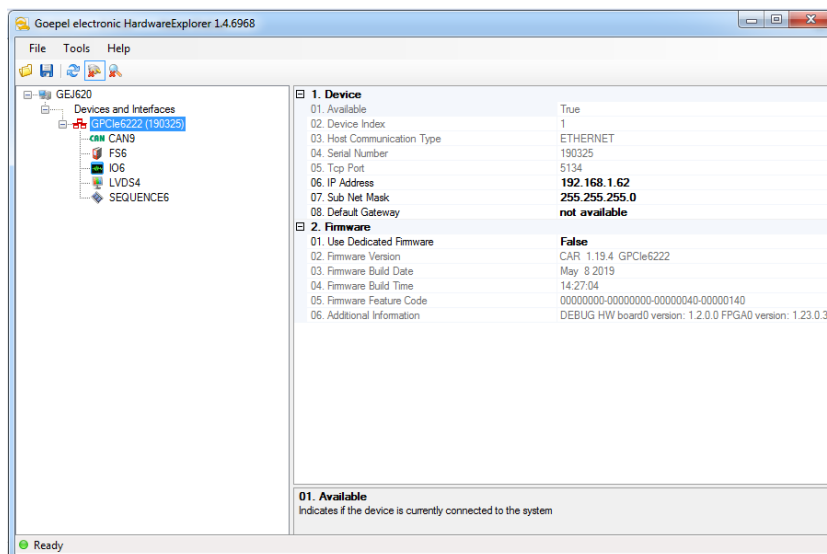 Goepel electronic HardwareExplorer 1.4.6968
File Tools Help
GEJ620
Devices and Interfaces
GPCIe6222 (190325)
CAN CAN9
FS6
IO6
LVDS4
SEQUENCE6
1. Device
01. Available True
02. Device Index 1
03. Host Communication Type ETHERNET
04. Serial Number 190325
05. Tcp Port 5134
06. IP Address 192.168.1.62
07. Sub Net Mask 255.255.255.0
08. Default Gateway not available
2. Firmware
01. Use Dedicated Firmware False
02. Firmware Version CAR 1.19.4 GPCIe6222
03. Firmware Build Date May 8 2019
04. Firmware Build Time 14:27:04
05. Firmware Feature Code 00000000-00000000-00000040-00000140
06. Additional Information DEBUG HW board0 version: 1.2.0.0 FPGA0 version: 1.23.0.3
01. Available
Indicates if the device is currently connected to the system
Ready